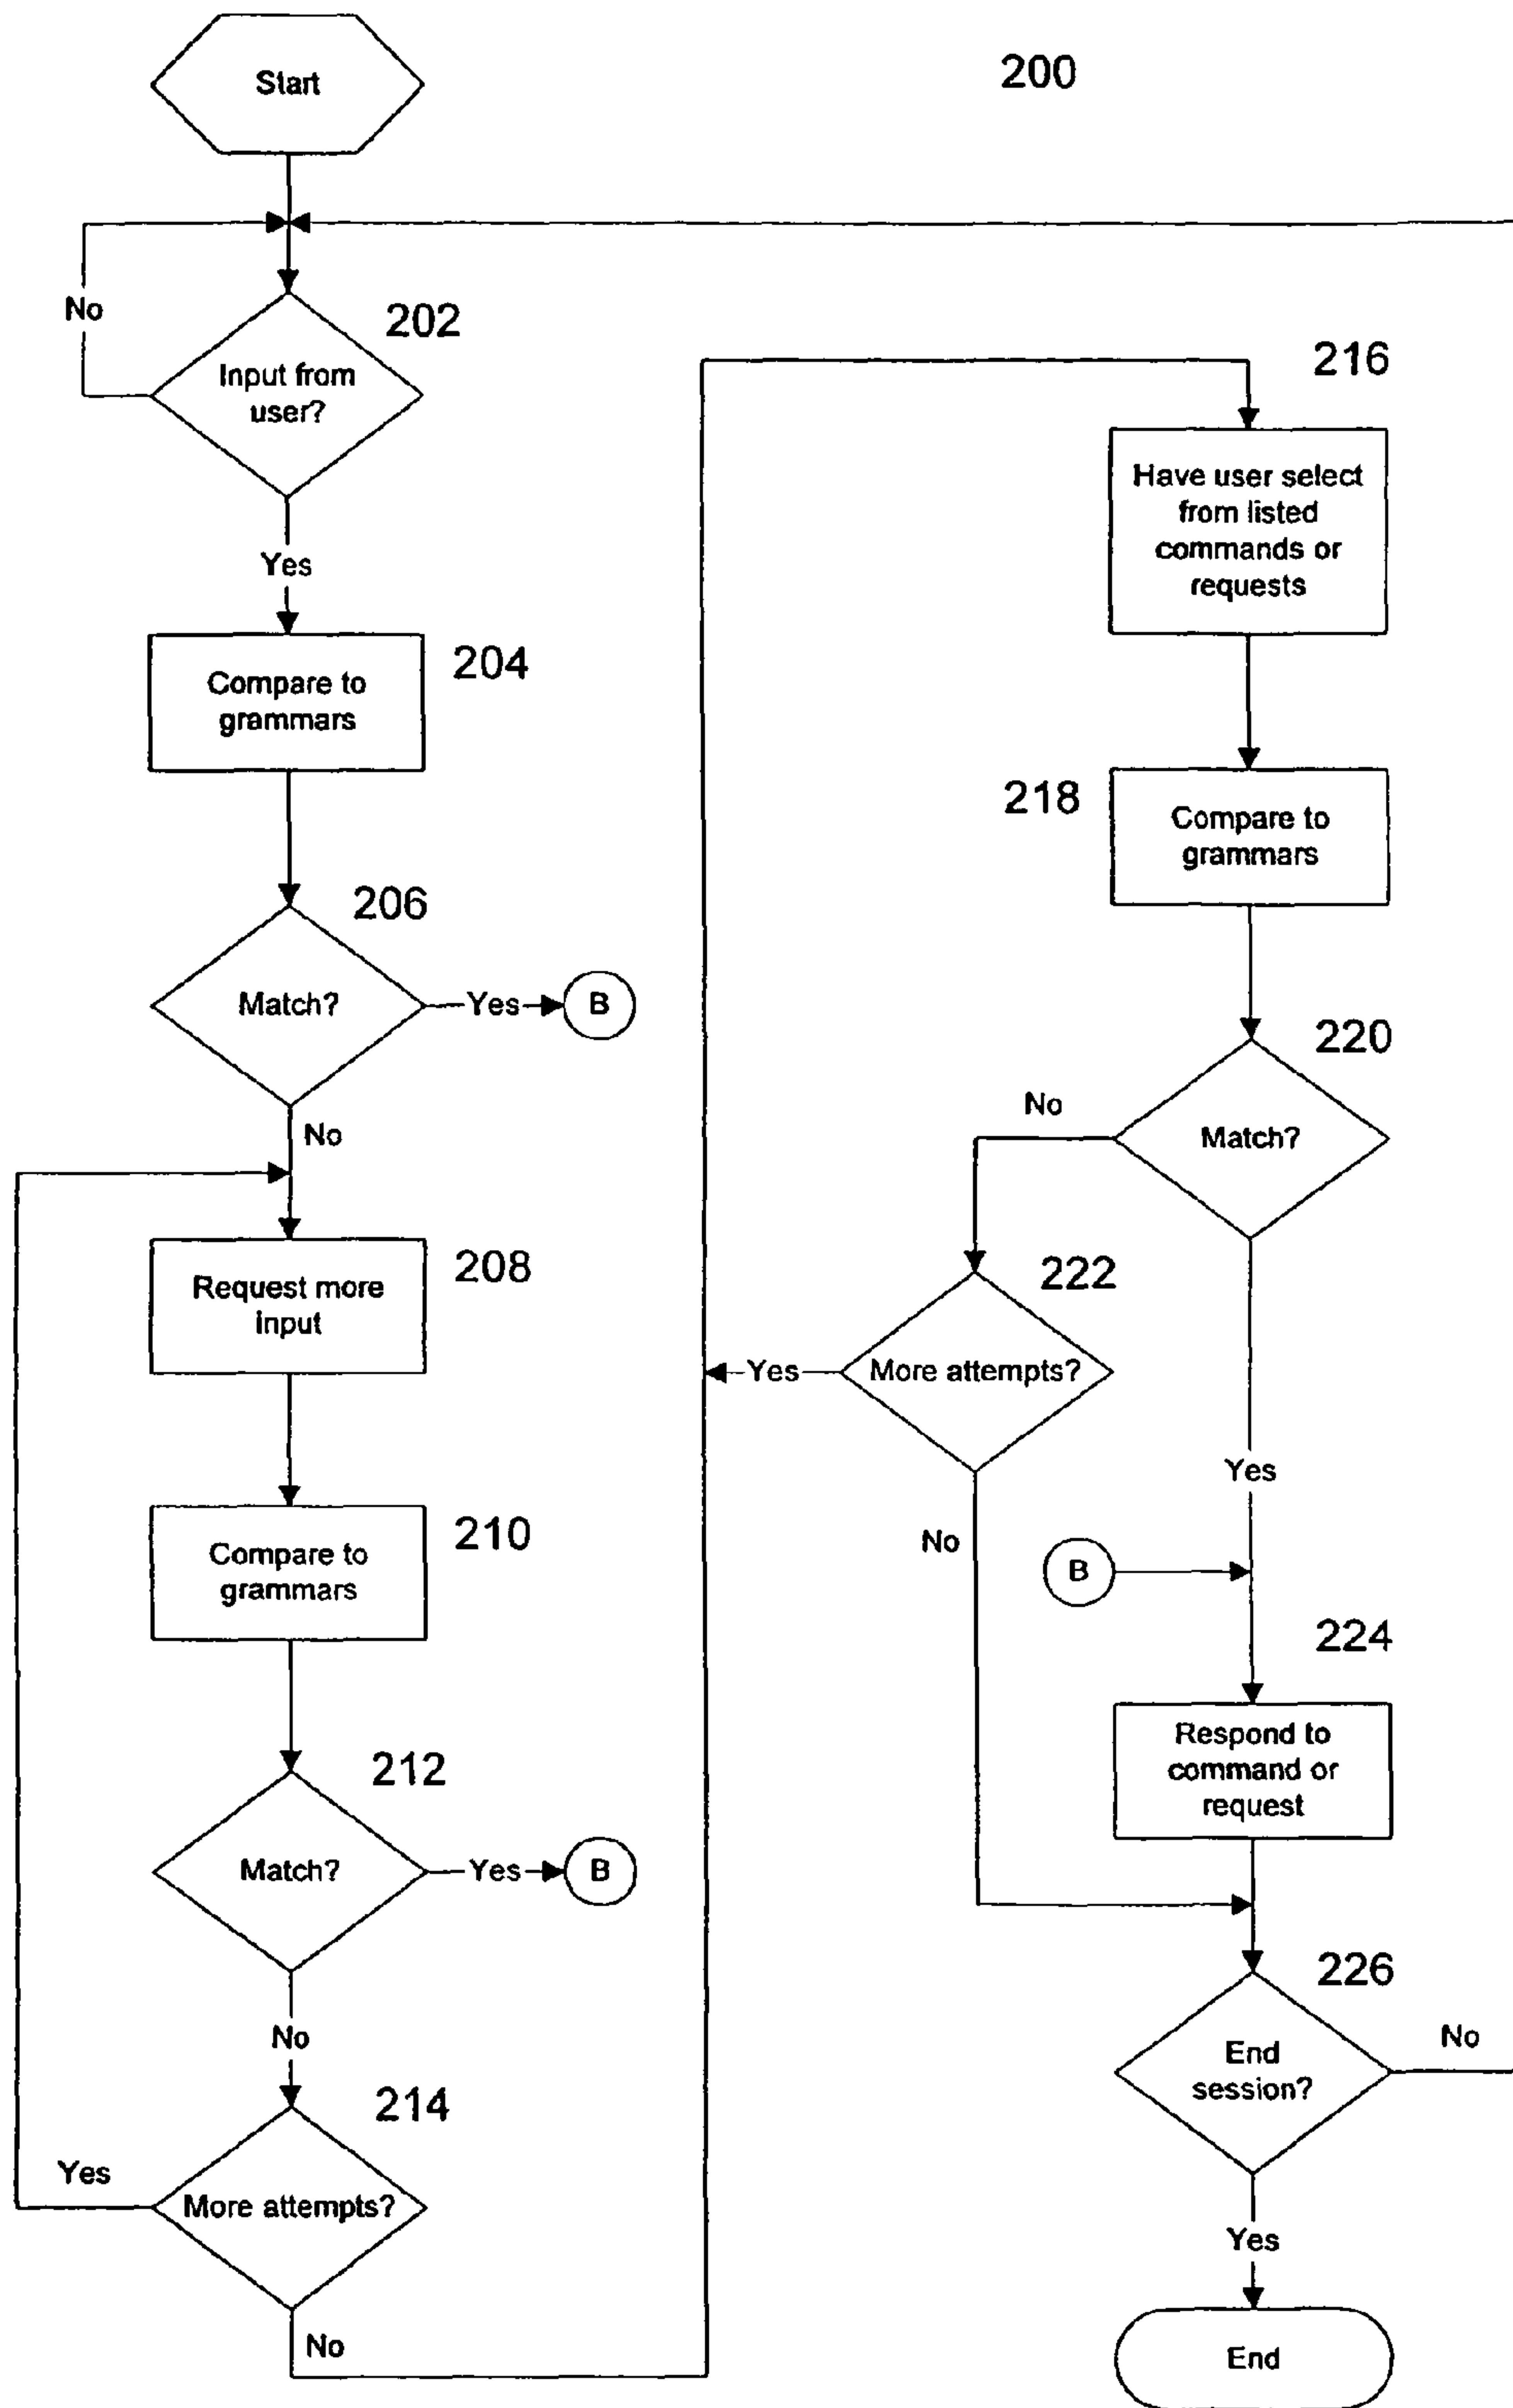 Start
200
No
202
Input from
user?
Yes
204
Compare to
grammars
206
Match?
Yes
B
No
208
Request more
input
210
Compare to
grammars
212
Match?
Yes
B
No
214
Yes
More attempts?
No
216
Have user select
from listed
commands or
requests
218
Compare to
grammars
220
No
Match?
222
Yes
More attempts?
Yes
No
B
224
Respond to
command or
request
226
End
session?
No
Yes
End